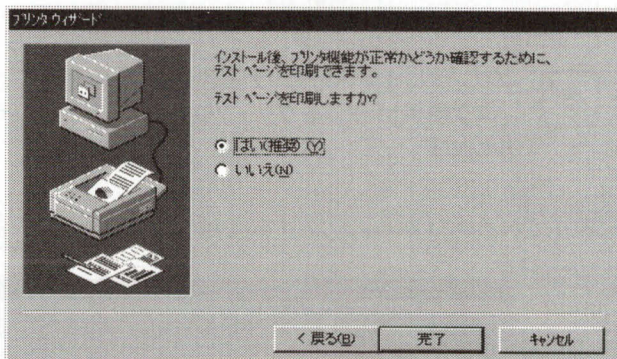 プリンタ ウィザード
インストール後、プリンタ機能が正常かどうか確認するために、
テスト ページを印刷できます。
テスト ページを印刷しますか?
はい(推奨) (Y)
いいえ(N)
< 戻る(B)
完了
キャンセル